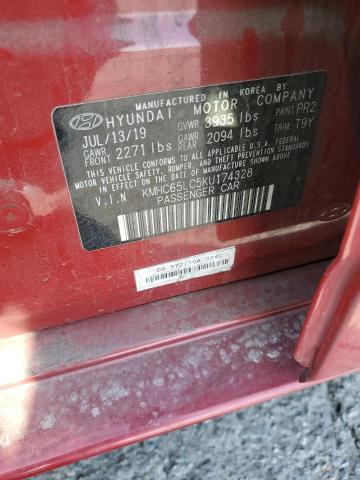 MANUFACTURED IN KOREA BY
HYUNDAI MOTOR COMPANY
JUL/13/19 GVWR 3935 lbs PAINT PR2
GAWR FRONT 2271 lbs GAWR REAR 2094 lbs TRIM T9Y
THIS VEHICLE CONFORMS TO ALL APPLICABLE U.S.A. FEDERAL
MOTOR VEHICLE SAFETY, BUMPER, AND THEFT PREVENTION
STANDARDS IN EFFECT ON THE DATE OF MANUFACTURE SHOWN ABOVE.
V.I.N KMHC65LC5KU174328
PASSENGER CAR